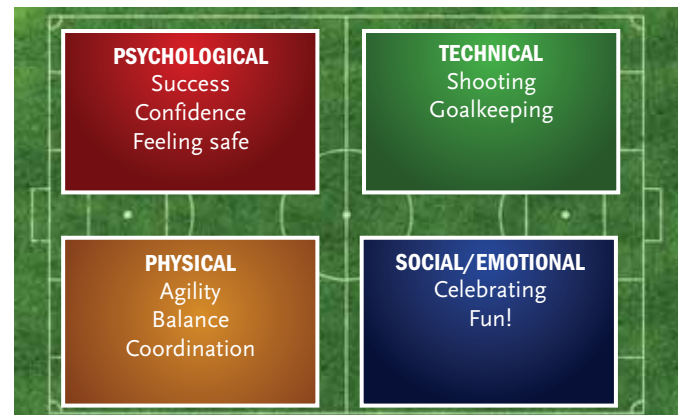 PSYCHOLOGICAL
Success
Confidence
Feeling safe
TECHNICAL
Shooting
Goalkeeping
PHYSICAL
Agility
Balance
Coordination
SOCIAL/EMOTIONAL
Celebrating
Fun!